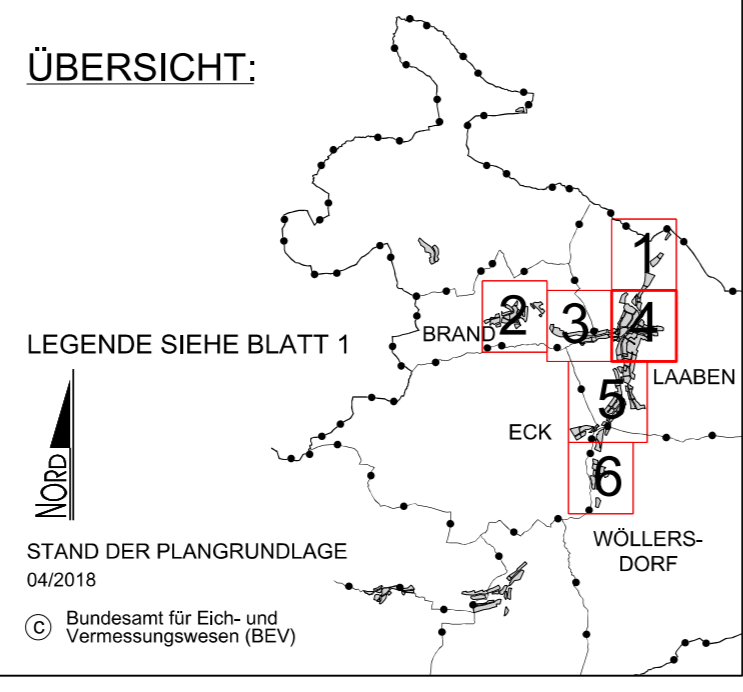 ÜBERSICHT:
1
2
3
4
BRAND
LEGENDE SIEHE BLATT 1
LAABEN
5
ECK
6
NORD
WÖLLERS-
DORF
STAND DER PLANGRUNDLAGE
04/2018
© Bundesamt für Eich- und
Vermessungswesen (BEV)